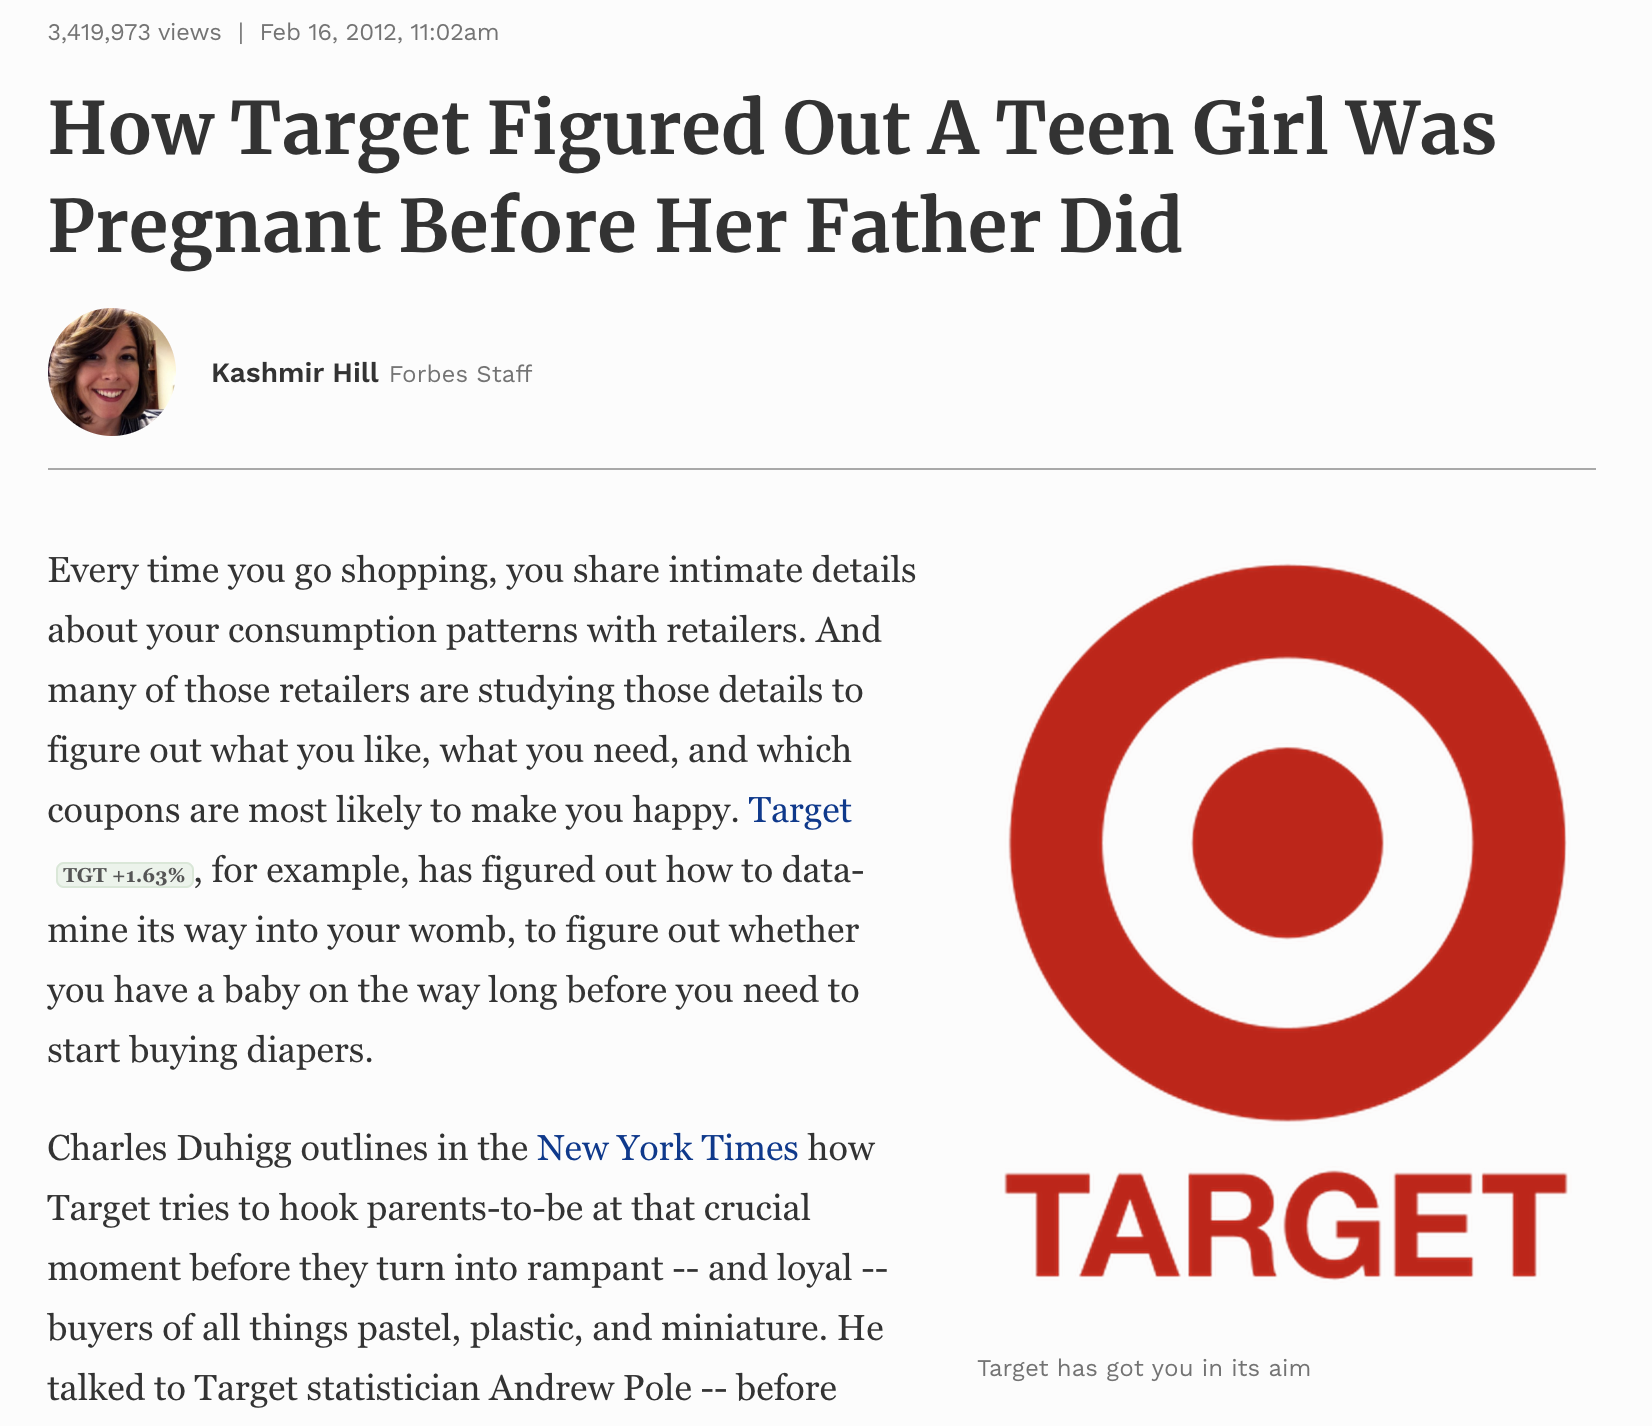 3,419,973 views | Feb 16, 2012, 11:02am
How Target Figured Out A Teen Girl Was
Pregnant Before Her Father Did
Kashmir Hill Forbes Staff
Every time you go shopping, you share intimate details
about your consumption patterns with retailers. And
many of those retailers are studying those details to
figure out what you like, what you need, and which
coupons are most likely to make you happy. Target
TGT +1.63%, for example, has figured out how to data-
mine its way into your womb, to figure out whether
you have a baby on the way long before you need to
start buying diapers.
Charles Duhigg outlines in the New York Times how
Target tries to hook parents-to-be at that crucial
moment before they turn into rampant -- and loyal --
buyers of all things pastel, plastic, and miniature. He
talked to Target statistician Andrew Pole -- before
TARGET
Target has got you in its aim